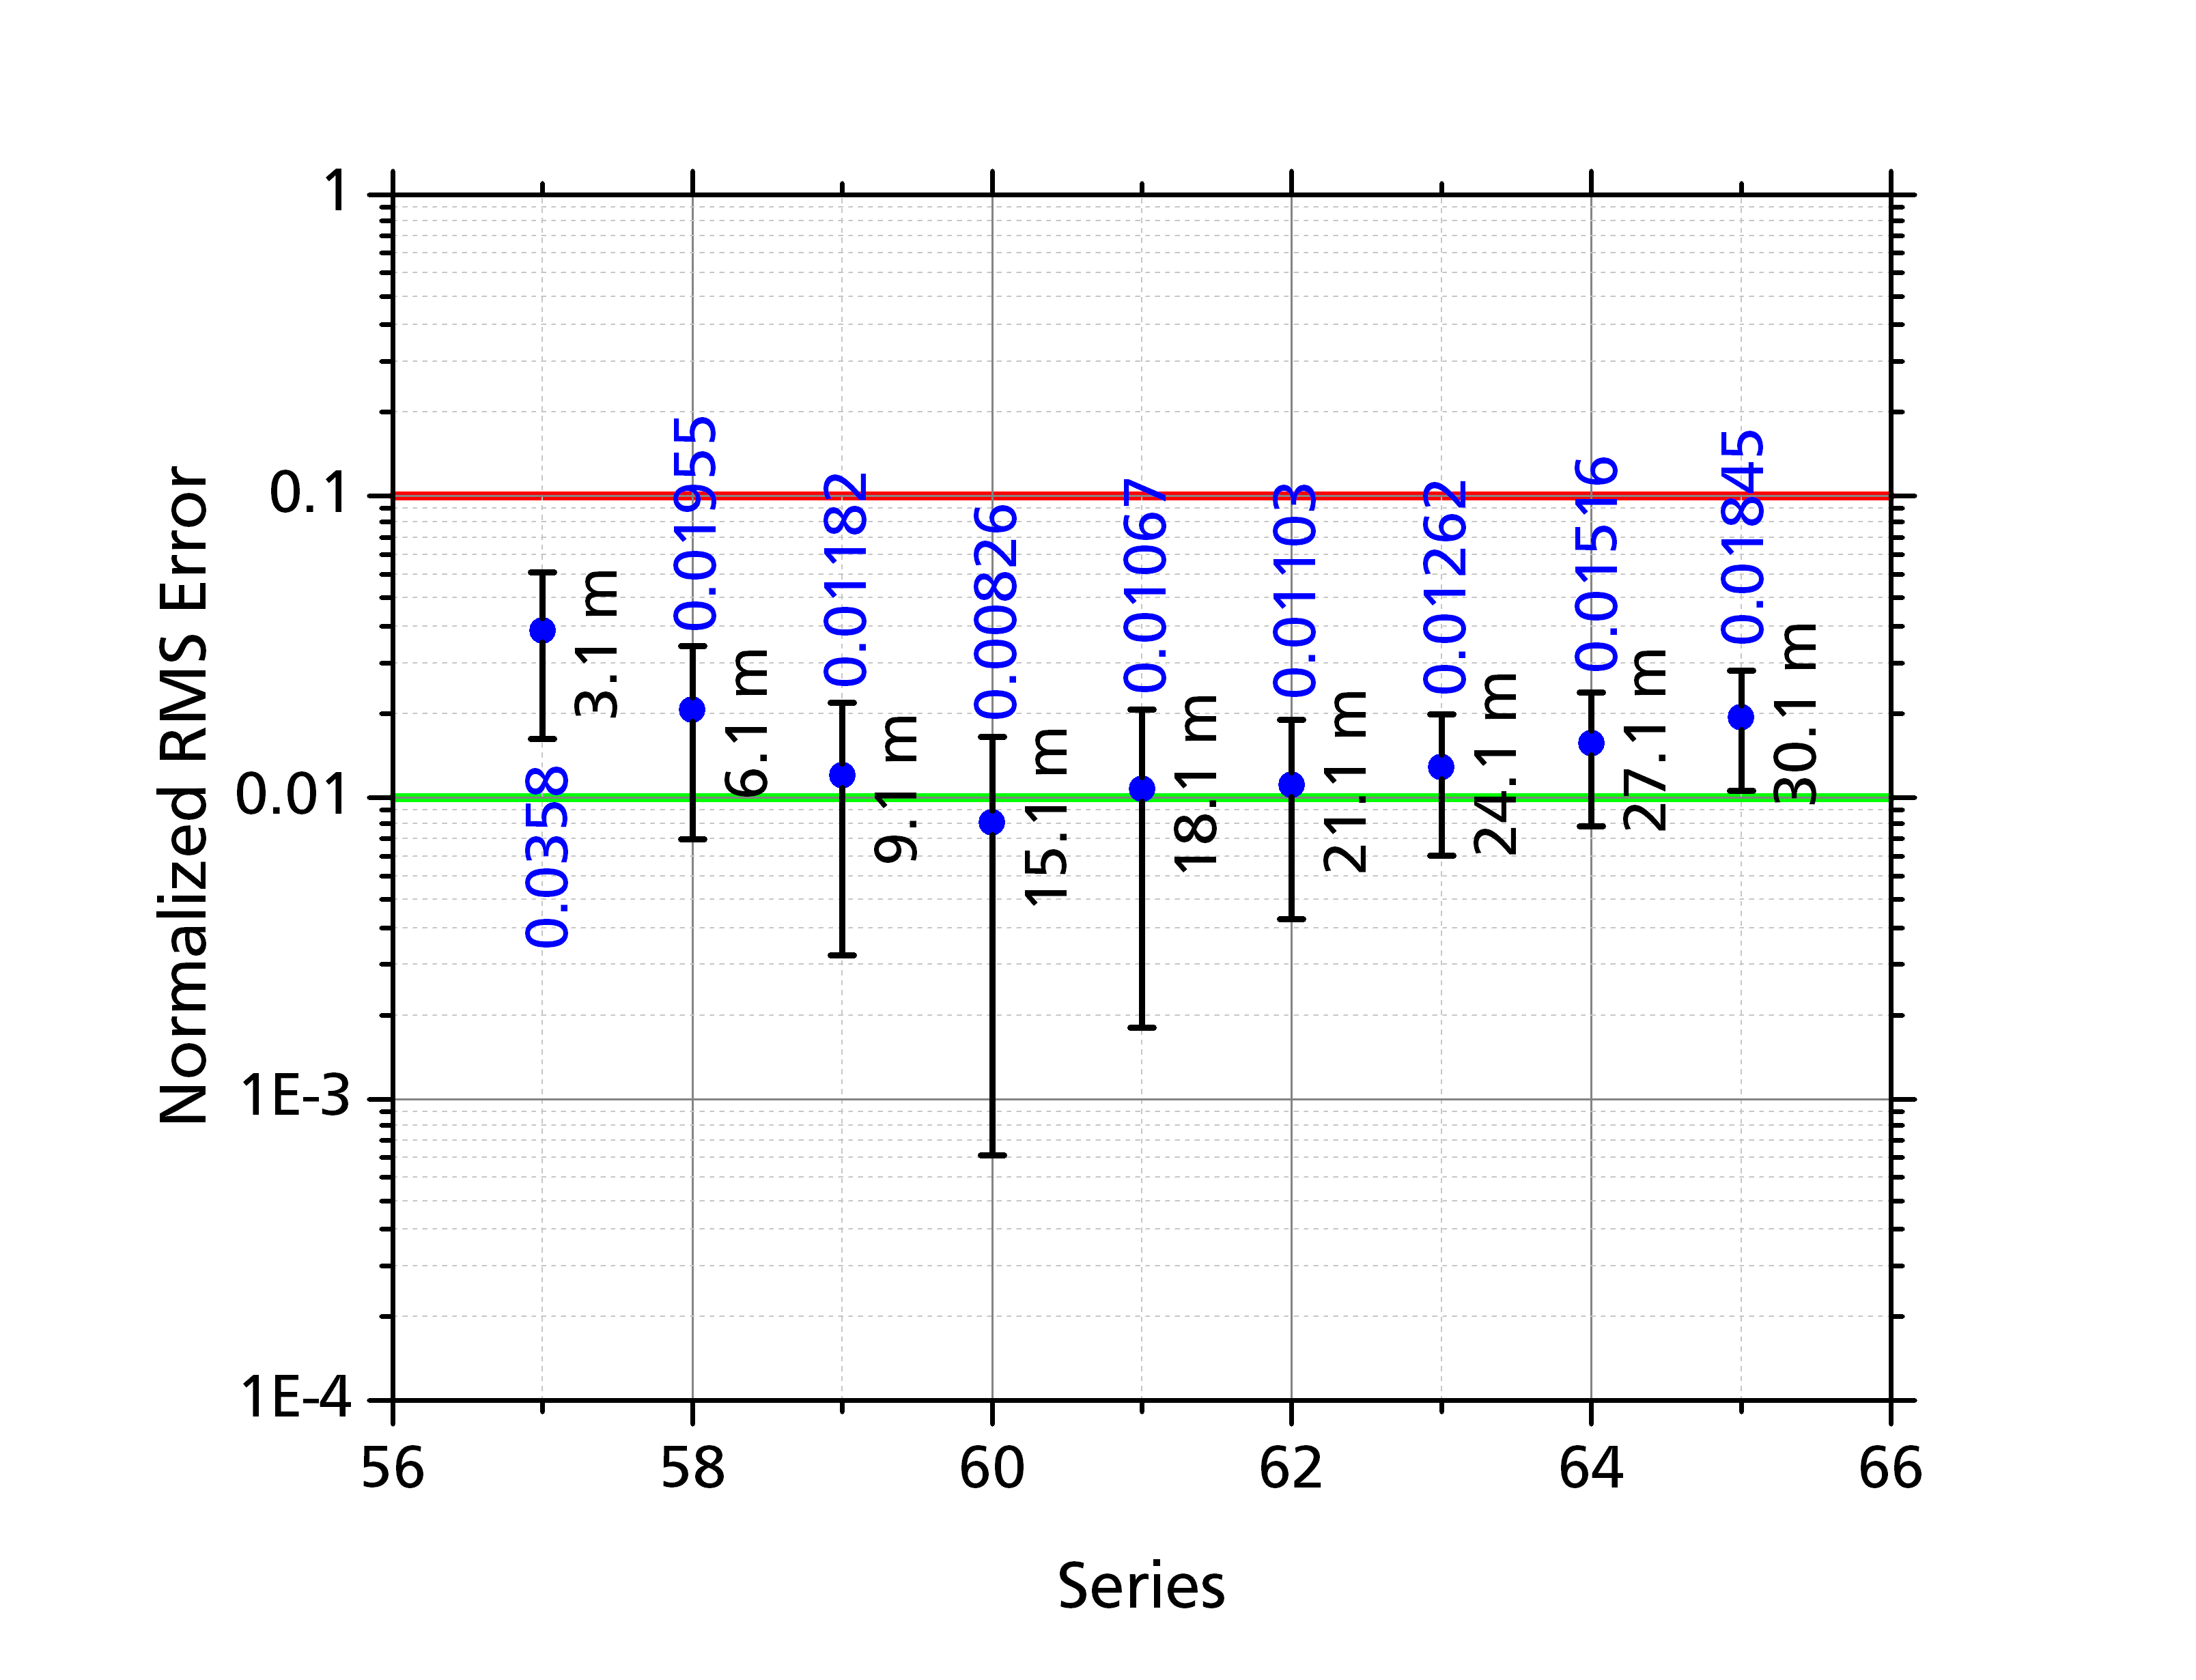 1
0.1
0.01
1E-3
1E-4
Normalized RMS Error
0.0358
3.1 m
0.01955
6.1 m
0.0182
9.1 m
0.008826
15.1 m
0.01067
18.1 m
0.01103
21.1 m
0.01262
24.1 m
0.01516
27.1 m
0.01845
30.1 m
56
58
60
62
64
66
Series